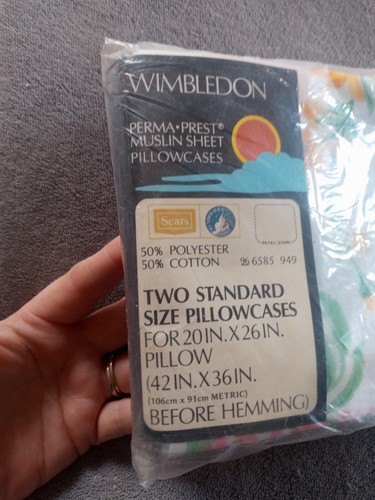 WIMBLEDON
PERMA•PREST®
MUSLIN SHEET
PILLOWCASES
Sears
50% POLYESTER
50% COTTON 96 6585 949
TWO STANDARD
SIZE PILLOWCASES
FOR 20 IN. X 26 IN.
PILLOW
(42 IN. X 36 IN.
(106cm x 91cm METRIC)
BEFORE HEMMING)